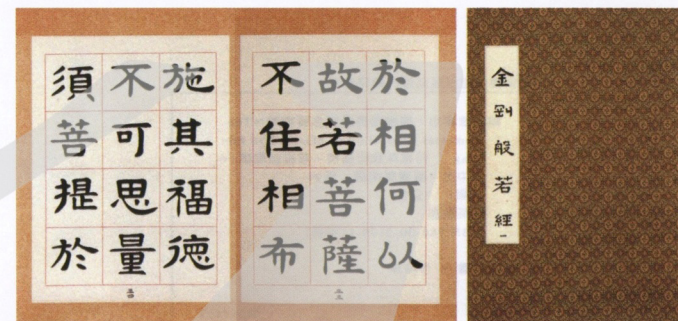 金剛般若經一
於相何以
故若菩薩
不住相布
施其福德
不可思量
須菩提於